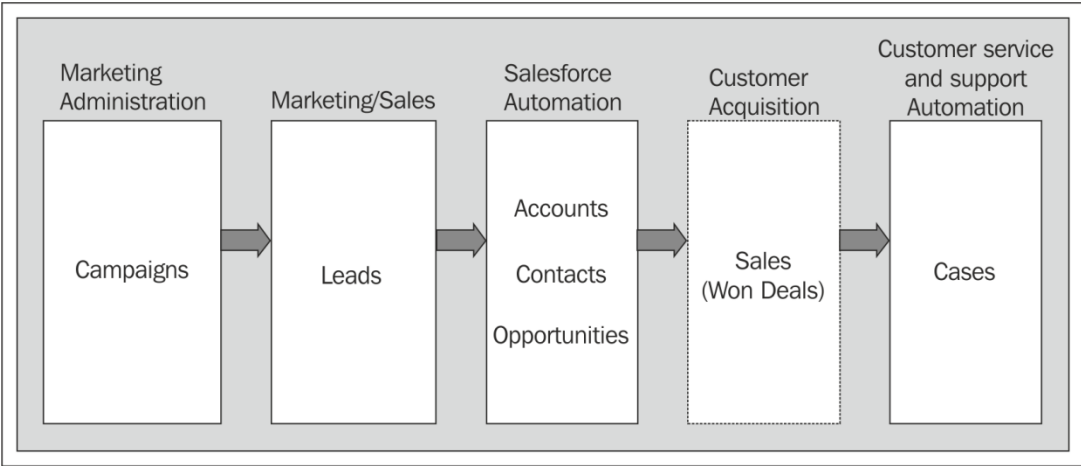 Marketing
Administration
Campaigns
Marketing/Sales
Leads
Salesforce
Automation
Accounts
Contacts
Opportunities
Customer
Acquisition
Sales
(Won Deals)
Customer service
and support
Automation
Cases